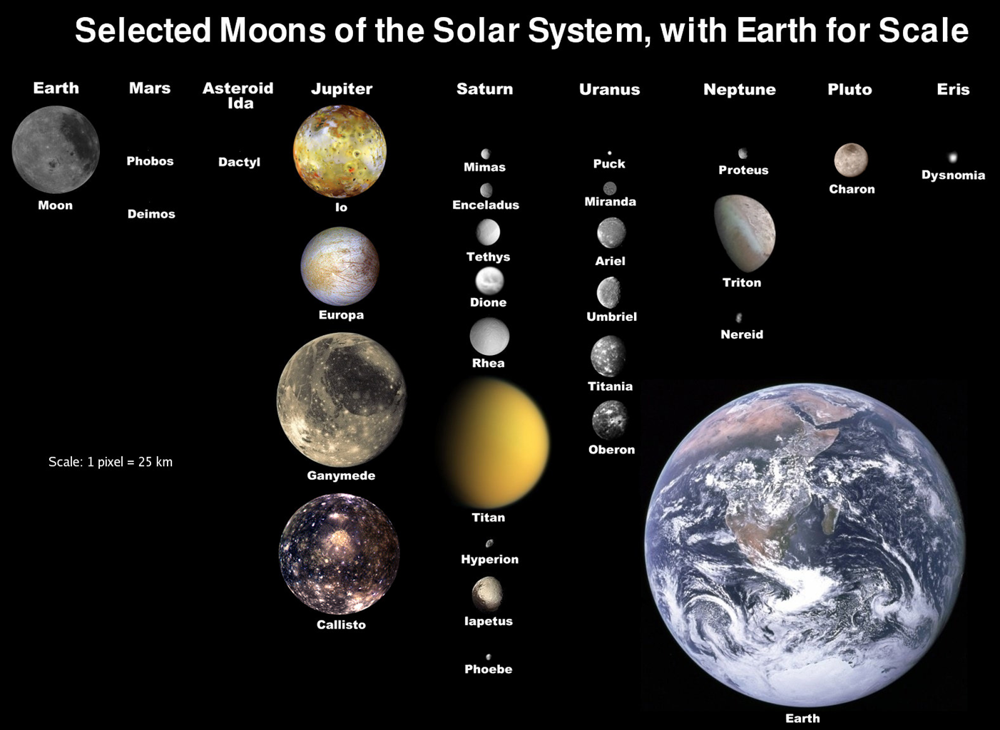 Selected Moons of the Solar System, with Earth for Scale
Earth
Moon
Mars
Phobos
Deimos
Asteroid
Ida
Dactyl
Jupiter
Io
Europa
Ganymede
Callisto
Saturn
Mimas
Enceladus
Tethys
Dione
Rhea
Titan
Hyperion
Iapetus
Phoebe
Uranus
Puck
Miranda
Ariel
Umbriel
Titania
Oberon
Neptune
Proteus
Triton
Nereid
Pluto
Charon
Eris
Dysnomia
Scale: 1 pixel = 25 km
Earth